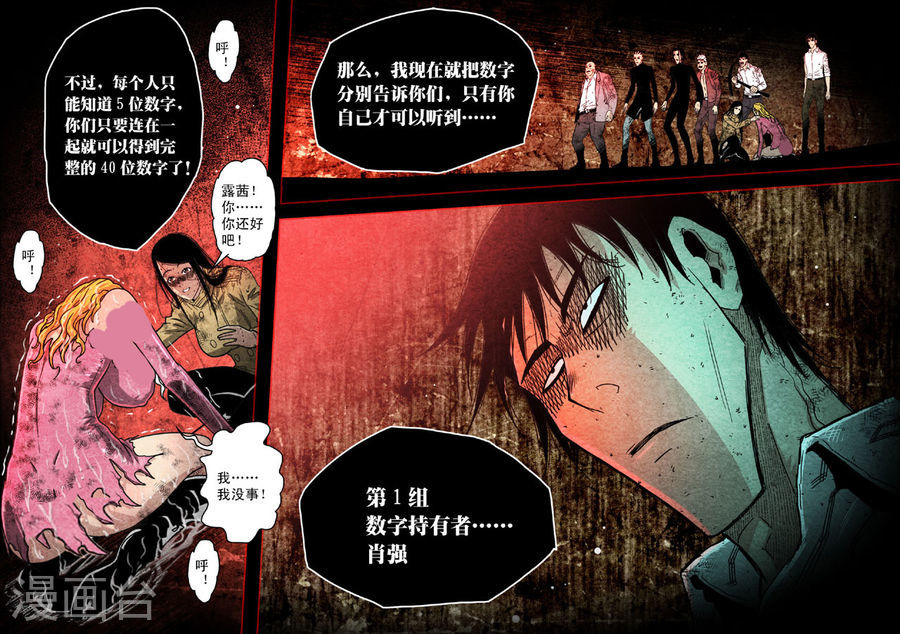 呼！
不过，每个人只
能知道5位数字，
你们只要连在一
起就可以得到完
整的40位数字了！
露茜！
你……
你还好
吧！
呼！
我……
我没事！
呼！
那么，我现在就把数字
分别告诉你们，只有你
自己才可以听到……
第1组
数字持有者……
肖强
漫画台